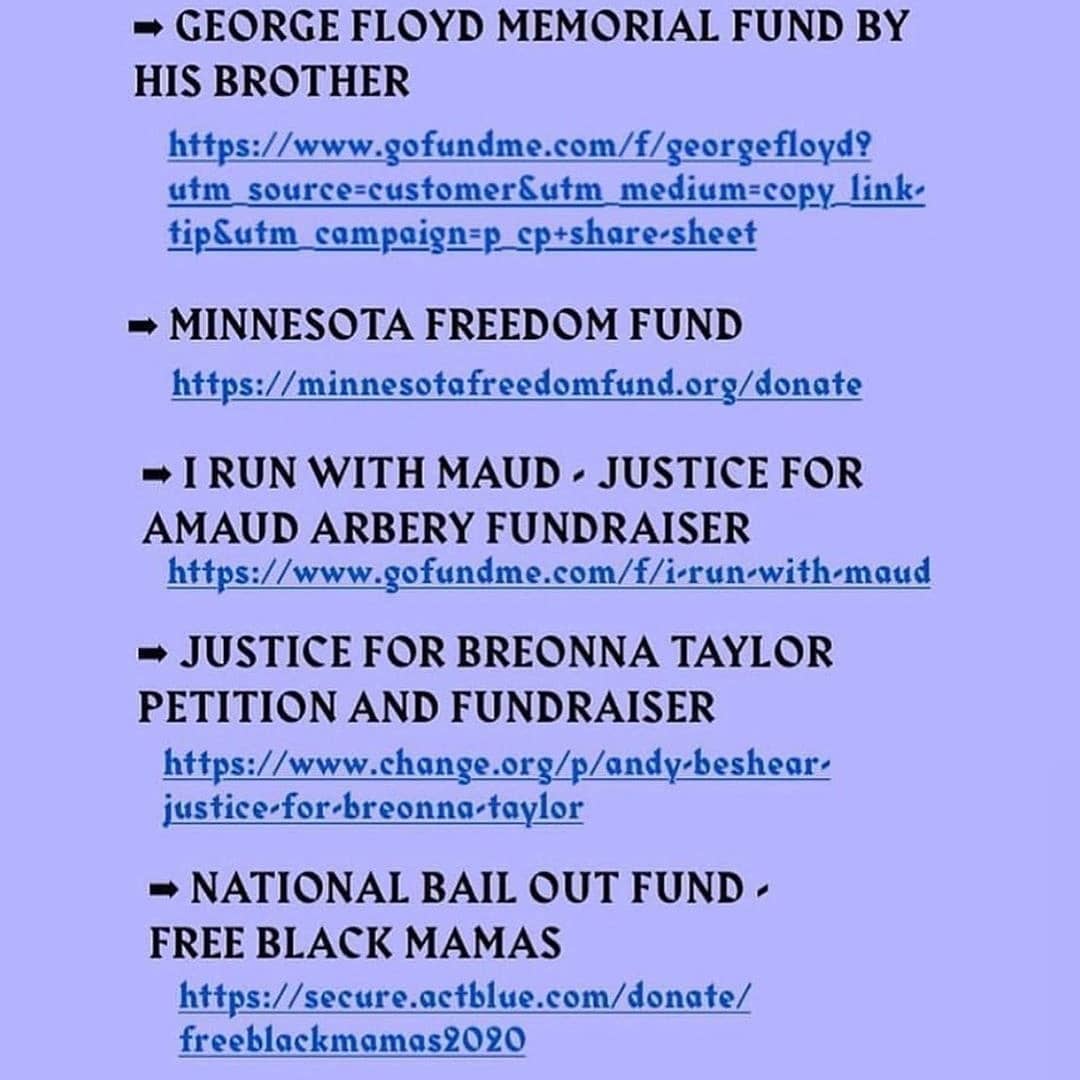 ➡ GEORGE FLOYD MEMORIAL FUND BY
HIS BROTHER
https://www.gofundme.com/f/georgefloyd?
utm_source=customer&utm_medium=copy_link-
tip&utm_campaign=p_cp+share-sheet
➡ MINNESOTA FREEDOM FUND
https://minnesotafreedomfund.org/donate
➡ I RUN WITH MAUD - JUSTICE FOR
AMAUD ARBERY FUNDRAISER
https://www.gofundme.com/f/i-run-with-maud
➡ JUSTICE FOR BREONNA TAYLOR
PETITION AND FUNDRAISER
https://www.change.org/p/andy-beshear-
justice-for-breonna-taylor
➡ NATIONAL BAIL OUT FUND -
FREE BLACK MAMAS
https://secure.actblue.com/donate/
freeblackmamas2020